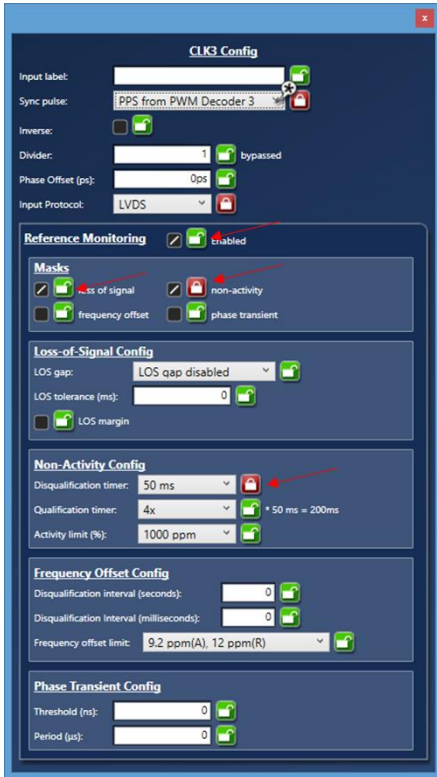 x
CLK3 Config
Input label:
Sync pulse: PPS from PWM Decoder 3
Inverse:
Divider: 1 bypassed
Phase Offset (ps): 0ps
Input Protocol: LVDS
Reference Monitoring Enabled
Masks
loss of signal non-activity
frequency offset phase transient
Loss-of-Signal Config
LOS gap: LOS gap disabled
LOS tolerance (ms): 0
LOS margin
Non-Activity Config
Disqualification timer: 50 ms
Qualification timer: 4x * 50 ms = 200ms
Activity limit (%): 1000 ppm
Frequency Offset Config
Disqualification interval (seconds): 0
Disqualification Interval (milliseconds): 0
Frequency offset limit: 9.2 ppm(A), 12 ppm(R)
Phase Transient Config
Threshold (ns): 0
Period (µs): 0